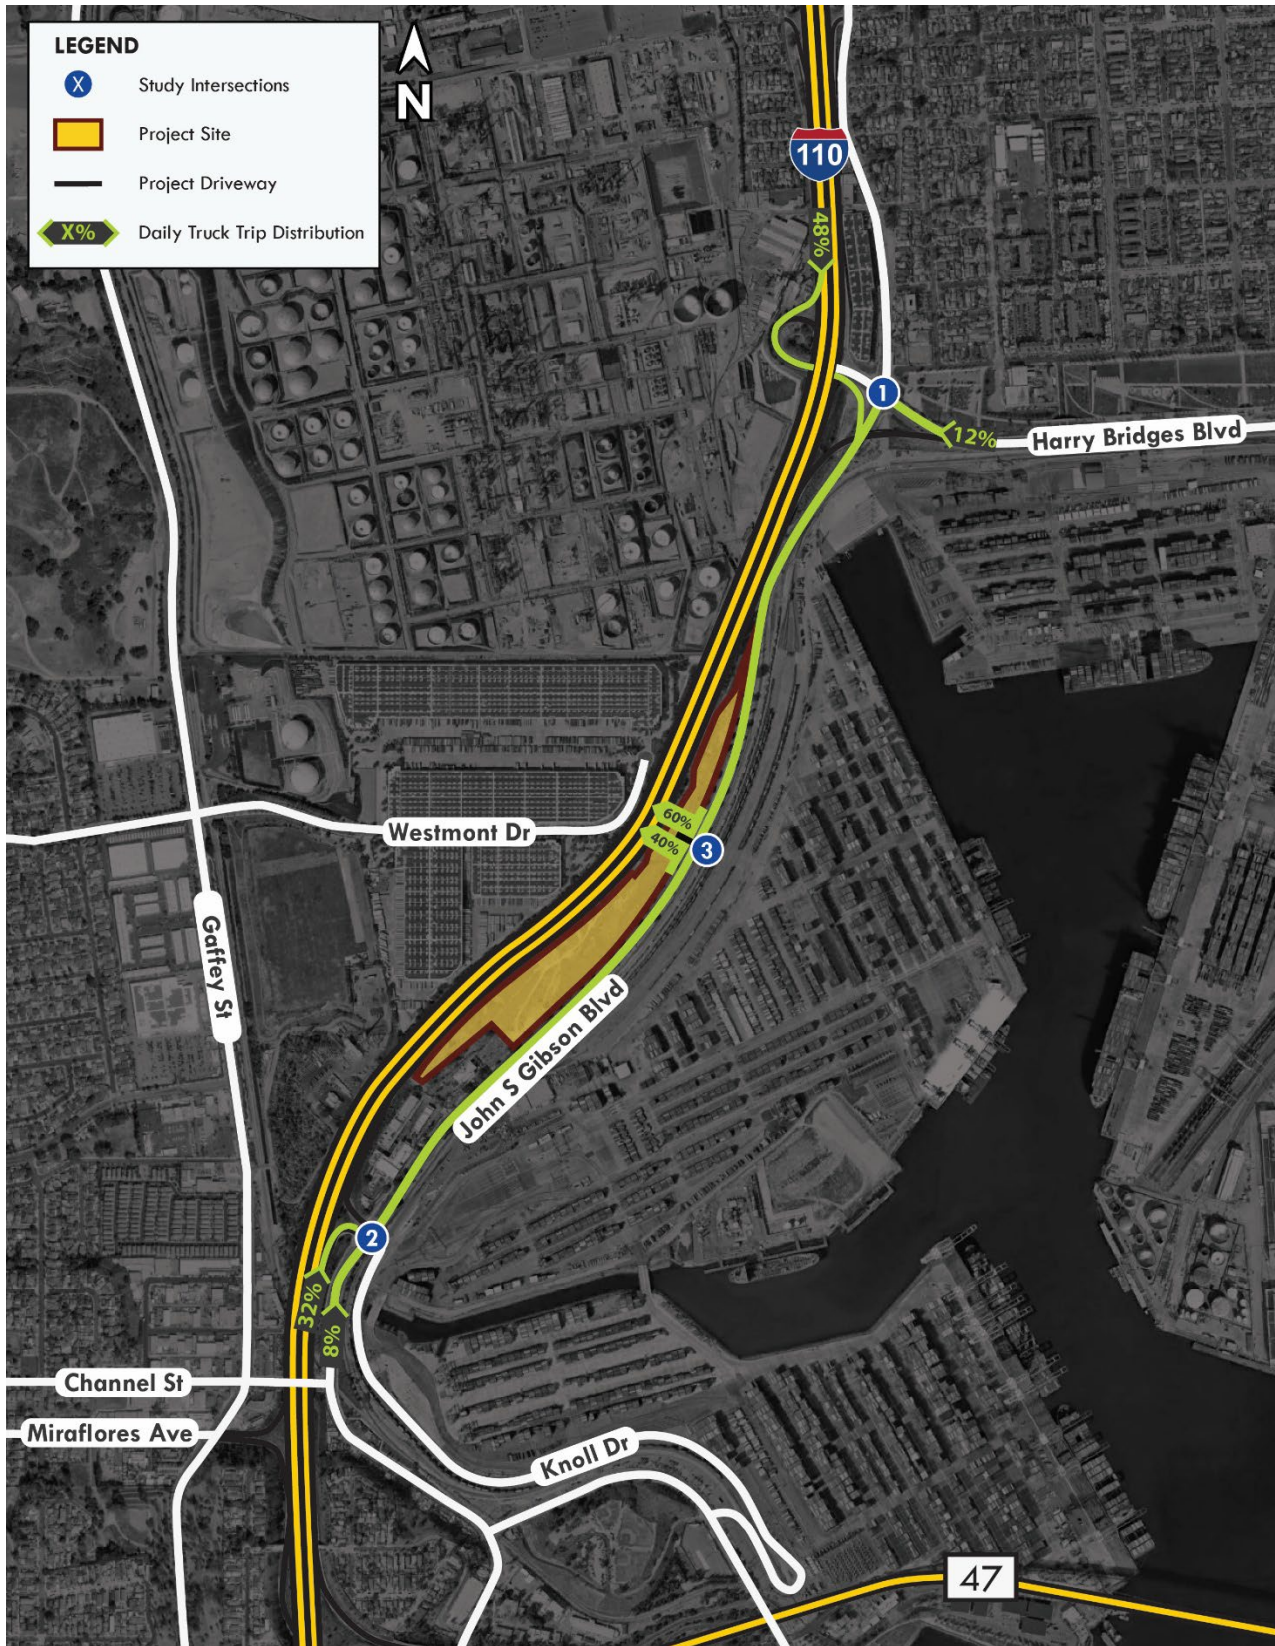 LEGEND
X Study Intersections
Project Site
Project Driveway
X% Daily Truck Trip Distribution
N
110
48%
1
12%
Harry Bridges Blvd
Westmont Dr
60%
40%
3
Gaffey St
John S Gibson Blvd
2
32%
8%
Channel St
Miraflores Ave
Knoll Dr
47